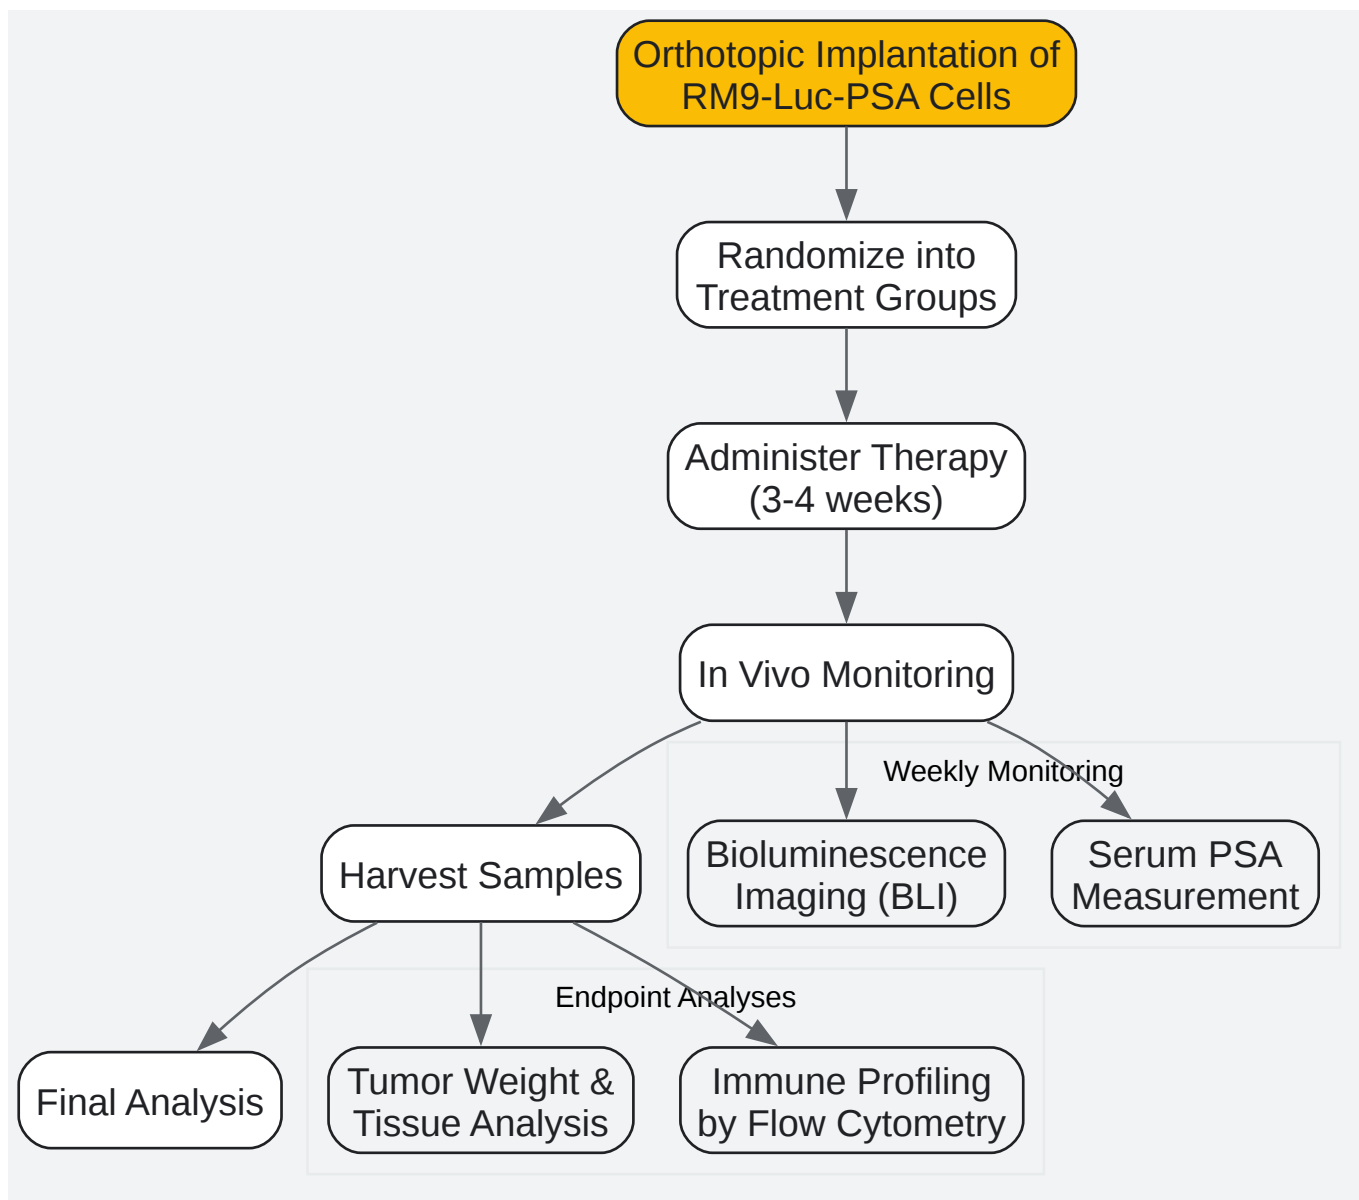 Orthotopic Implantation of
RM9-Luc-PSA Cells
Randomize into
Treatment Groups
Administer Therapy
(3-4 weeks)
In Vivo Monitoring
Weekly Monitoring
Harvest Samples
Bioluminescence
Imaging (BLI)
Serum PSA
Measurement
Endpoint Analyses
Final Analysis
Tumor Weight &
Tissue Analysis
Immune Profiling
by Flow Cytometry